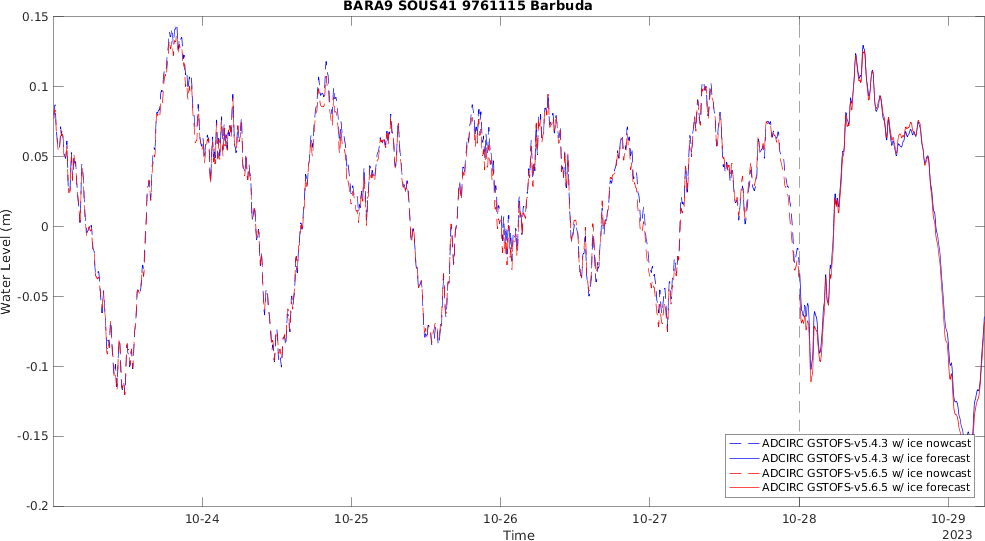 BARA9 SOUS41 9761115 Barbuda
0.15
0.1
0.05
0
-0.05
-0.1
-0.15
-0.2
Water Level (m)
ADCIRC GSTOFS-v5.4.3 w/ ice nowcast
ADCIRC GSTOFS-v5.4.3 w/ ice forecast
ADCIRC GSTOFS-v5.6.5 w/ ice nowcast
ADCIRC GSTOFS-v5.6.5 w/ ice forecast
10-24 10-25 10-26 10-27 10-28 10-29
Time
2023